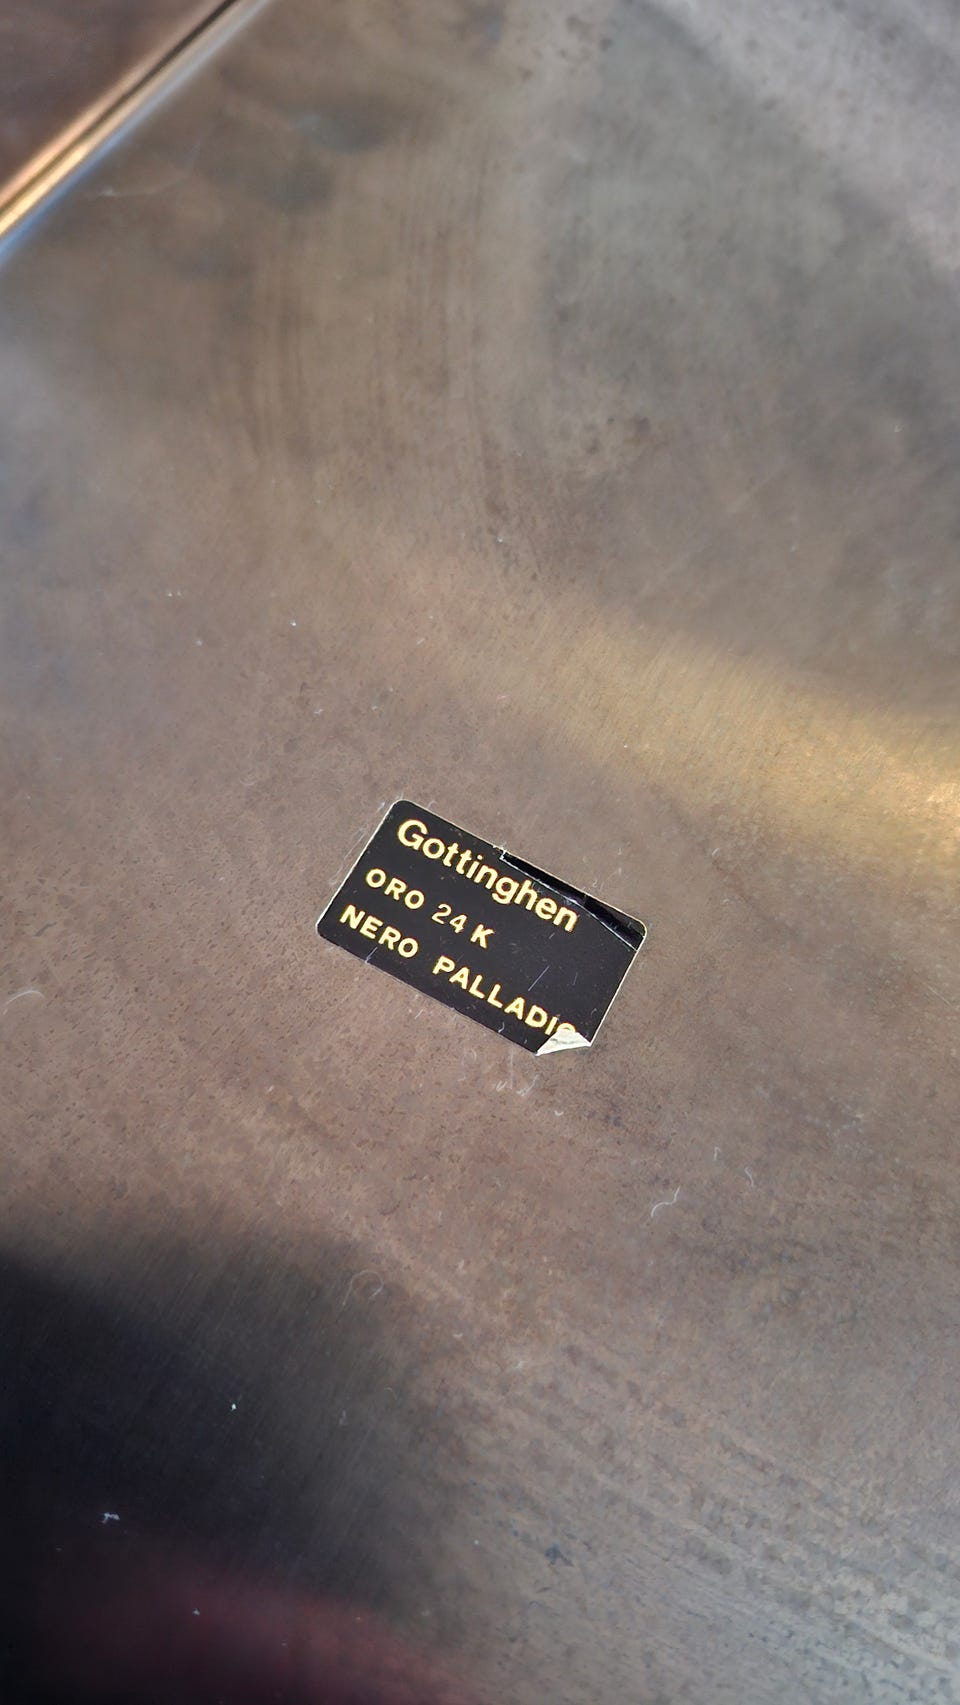 Gottinghen
ORO 24 K
NERO PALLADIO